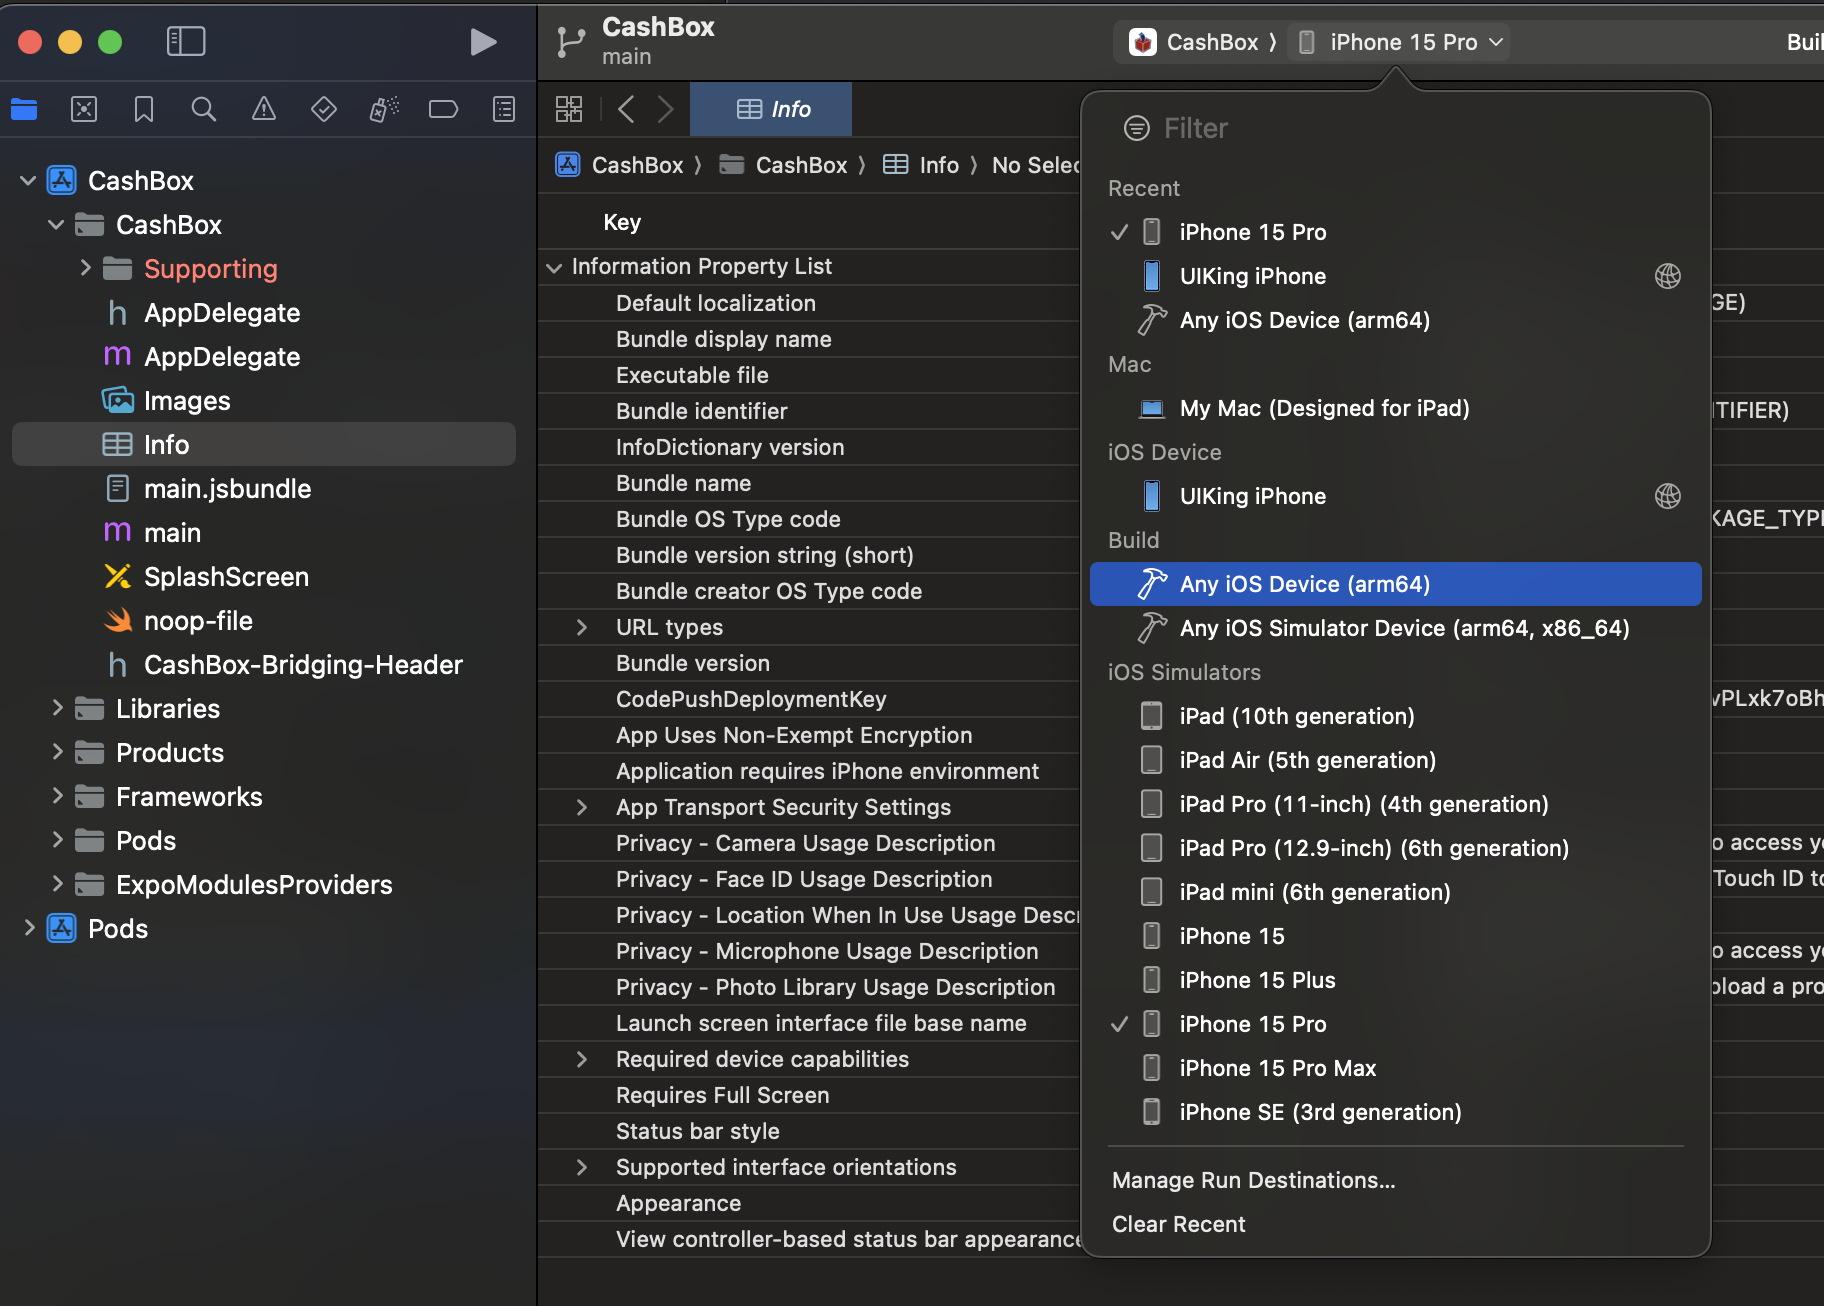 CashBox
main
CashBox
iPhone 15 Pro
Info
CashBox
CashBox
Info
CashBox
CashBox
Supporting
h AppDelegate
m AppDelegate
Images
Info
main.jsbundle
m main
SplashScreen
noop-file
h CashBox-Bridging-Header
Libraries
Products
Frameworks
Pods
ExpoModulesProviders
Pods
Key
Information Property List
Default localization
Bundle display name
Executable file
Bundle identifier
InfoDictionary version
Bundle name
Bundle OS Type code
Bundle version string (short)
Bundle creator OS Type code
URL types
Bundle version
CodePushDeploymentKey
App Uses Non-Exempt Encryption
Application requires iPhone environment
App Transport Security Settings
Privacy - Camera Usage Description
Privacy - Face ID Usage Description
Privacy - Location When In Use Usage
Privacy - Microphone Usage Description
Privacy - Photo Library Usage Description
Launch screen interface file base name
Required device capabilities
Requires Full Screen
Status bar style
Supported interface orientations
Appearance
View controller-based status bar appearance
Filter
Recent
iPhone 15 Pro
UIKing iPhone
Any iOS Device (arm64)
Mac
My Mac (Designed for iPad)
iOS Device
UIKing iPhone
Build
Any iOS Device (arm64)
Any iOS Simulator Device (arm64, x86_64)
iOS Simulators
iPad (10th generation)
iPad Air (5th generation)
iPad Pro (11-inch) (4th generation)
iPad Pro (12.9-inch) (6th generation)
iPad mini (6th generation)
iPhone 15
iPhone 15 Plus
iPhone 15 Pro
iPhone 15 Pro Max
iPhone SE (3rd generation)
Manage Run Destinations...
Clear Recent
access
Touch ID
access
a